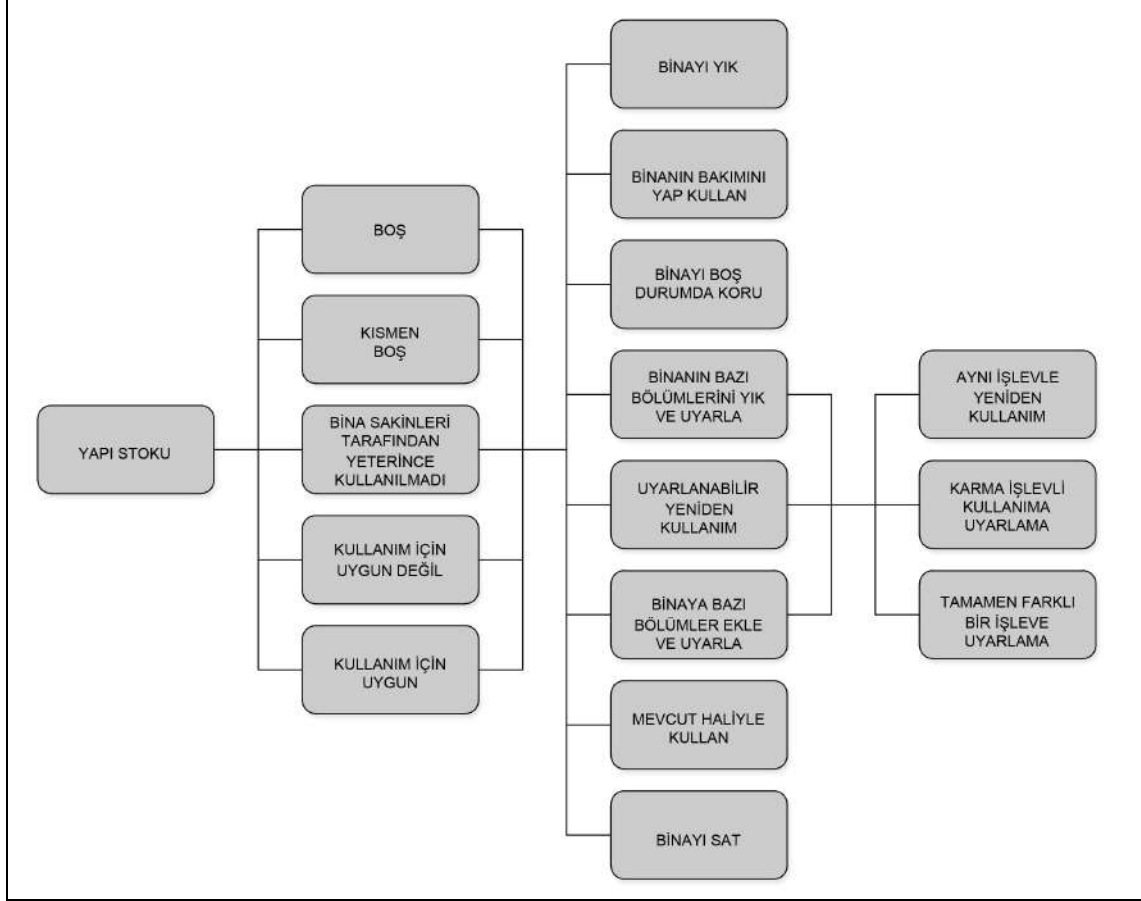 YAPI STOKU
BOŞ
KISMEN
BOŞ
BİNA SAKİNLERİ
TARAFINDAN
YETERİNCE
KULLANILMADI
KULLANIM İÇİN
UYGUN DEĞİL
KULLANIM İÇİN
UYGUN
BİNAYI YIK
BİNANIN BAKIMINI
YAP KULLAN
BİNAYI BOŞ
DURUMDA KORU
BİNANIN BAZI
BÖLÜMLERİNİ YIK
VE UYARLA
UYARLANABİLİR
YENİDEN
KULLANIM
BİNAYA BAZI
BÖLÜMLER EKLE
VE UYARLA
MEVCUT HALİYLE
KULLAN
BİNAYI SAT
AYNI İŞLEVLE
YENİDEN
KULLANIM
KARMA İŞLEVLİ
KULLANIMA
UYARLAMA
TAMAMEN FARKLI
BİR İŞLEVE
UYARLAMA